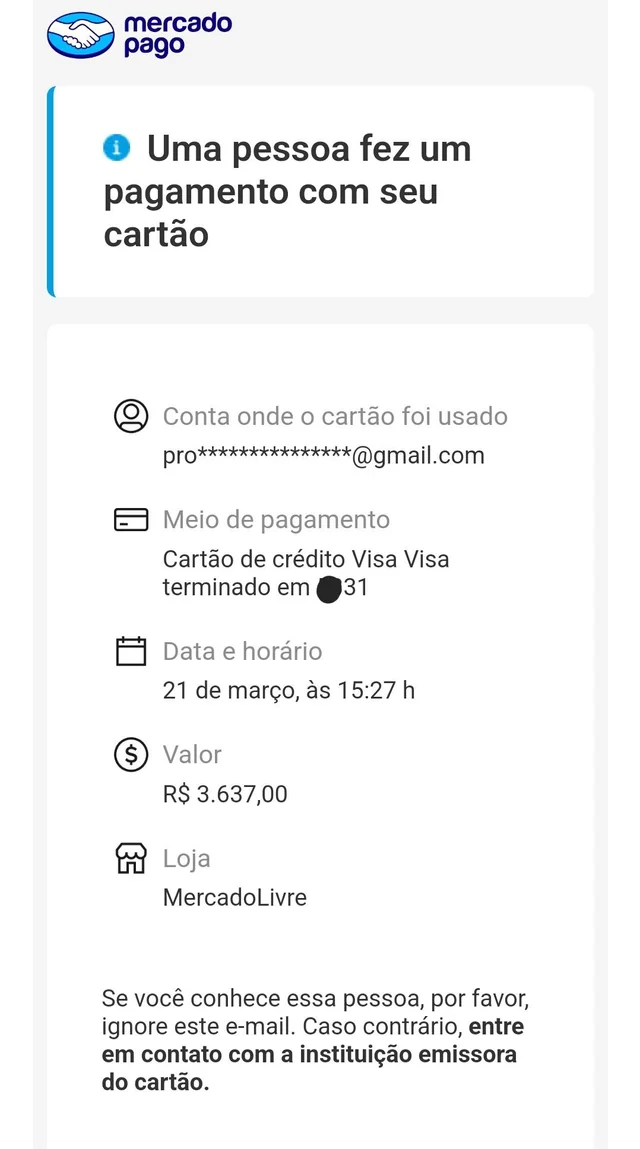 mercado
pago
Uma pessoa fez um
pagamento com seu
cartão
Conta onde o cartão foi usado
pro***************@gmail.com
Meio de pagamento
Cartão de crédito Visa Visa
terminado em 31
Data e horário
21 de março, às 15:27 h
Valor
R$ 3.637,00
Loja
MercadoLivre
Se você conhece essa pessoa, por favor,
ignore este e-mail. Caso contrário, entre
em contato com a instituição emissora
do cartão.